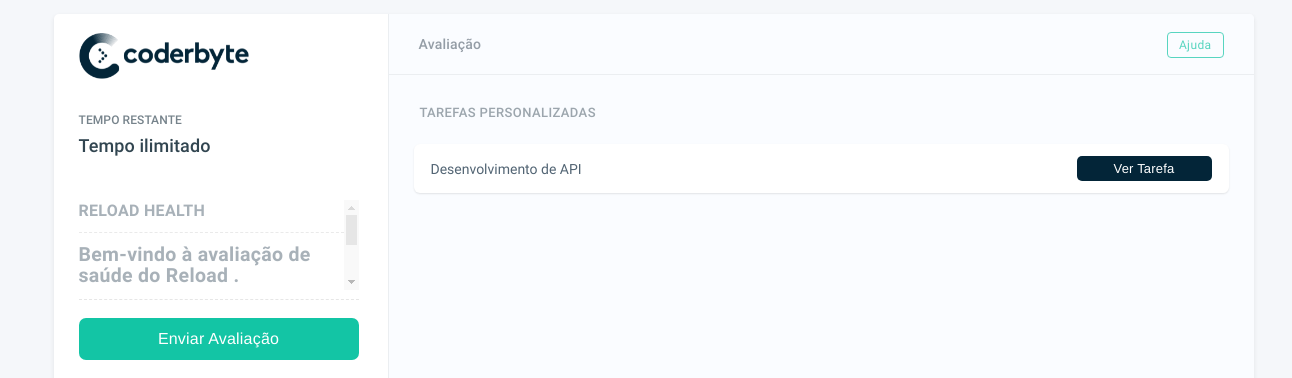 coderbyte
TEMPO RESTANTE
Tempo ilimitado
RELOAD HEALTH
Bem-vindo à avaliação de
saúde do Reload .
Enviar Avaliação
Avaliação
Ajuda
TAREFAS PERSONALIZADAS
Desenvolvimento de API
Ver Tarefa